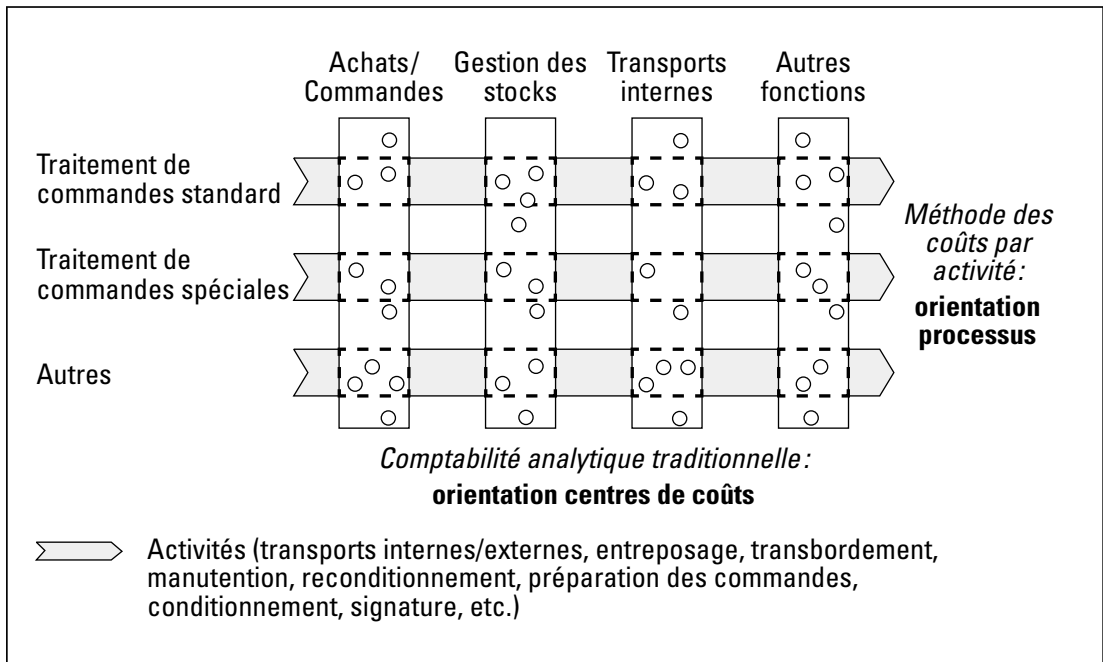 Achats/
Commandes
Gestion des
stocks
Transports
internes
Autres
fonctions
Traitement de
commandes standard
Traitement de
commandes spéciales
Autres
Méthode des
coûts par
activité :
orientation
processus
Comptabilité analytique traditionnelle :
orientation centres de coûts
Activités (transports internes/externes, entreposage, transbordement,
manutention, reconditionnement, préparation des commandes,
conditionnement, signature, etc.)